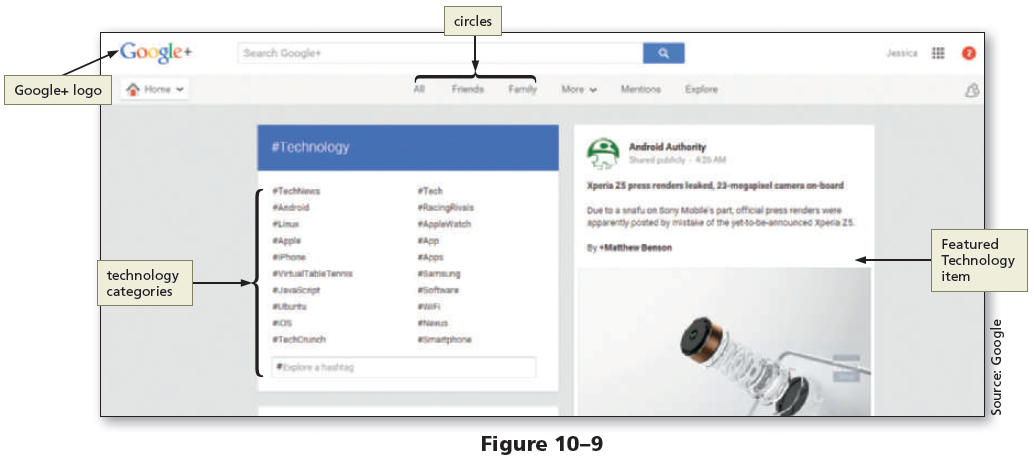 circles
Google+
Search Google+
Jessica
Google+ logo
Home
All Friends Family More Mentions Explore
#Technology
#TechNews #Tech
#Android #RacingRivals
#Linux #AppleWatch
#Apple #App
#iPhone #Apps
#VirtualTableTennis #Samsung
#JavaScript #Software
#Ubuntu #WiFi
#iOS #Nexus
#TechCrunch #Smartphone
#Explore a hashtag
technology
categories
Android Authority
Shared publicly - 4:26 AM
Xperia Z5 press renders leaked, 23-megapixel camera on-board
Due to a snafu on Sony Mobile's part, official press renders were
apparently posted by mistake of the yet-to-be-announced Xperia Z5.
By +Matthew Benson
Featured
Technology
item
Source: Google
Figure 10–9